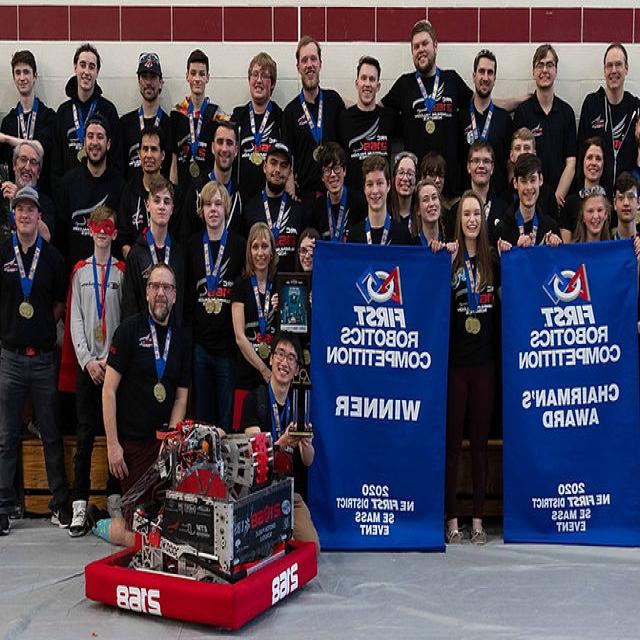 FIRST
ROBOTICS
COMPETITION
WINNER
2020
NE FIRST DISTRICT
SE MASS
EVENT
FIRST
ROBOTICS
COMPETITION
CHAIRMAN'S
AWARD
2020
NE FIRST DISTRICT
SE MASS
EVENT
2168
2168
2168